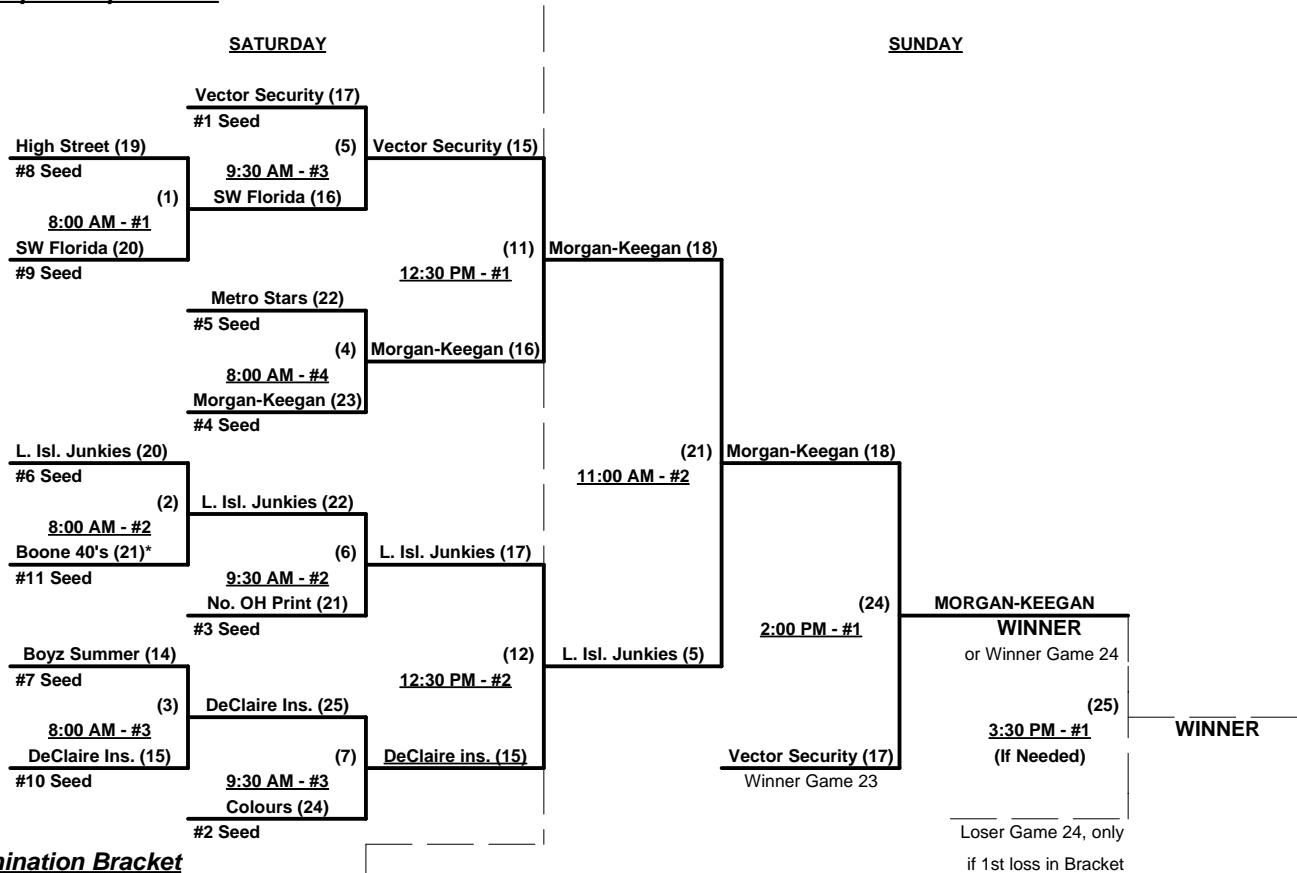 SATURDAY
SUNDAY
Vector Security (17)
#1 Seed
High Street (19)
(5)
Vector Security (15)
#8 Seed
9:30 AM - #3
(1)
SW Florida (16)
8:00 AM - #1
SW Florida (20)
(11)
Morgan-Keegan (18)
#9 Seed
12:30 PM - #1
Metro Stars (22)
#5 Seed
(4)
Morgan-Keegan (16)
8:00 AM - #4
Morgan-Keegan (23)
#4 Seed
L. Isl. Junkies (20)
(21)
Morgan-Keegan (18)
#6 Seed
11:00 AM - #2
(2)
L. Isl. Junkies (22)
8:00 AM - #2
Boone 40's (21)*
(6)
L. Isl. Junkies (17)
#11 Seed
9:30 AM - #2
No. OH Print (21)
(24)
MORGAN-KEEGAN
#3 Seed
2:00 PM - #1
WINNER
Boyz Summer (14)
(12)
L. Isl. Junkies (5)
or Winner Game 24
#7 Seed
12:30 PM - #2
(3)
DeClaire Ins. (25)
(25)
8:00 AM - #3
3:30 PM - #1
WINNER
DeClaire Ins. (15)
(7)
DeClaire ins. (15)
Vector Security (17)
(If Needed)
#10 Seed
9:30 AM - #3
Winner Game 23
Colours (24)
#2 Seed
Loser Game 24, only
mination Bracket
if 1st loss in Bracket